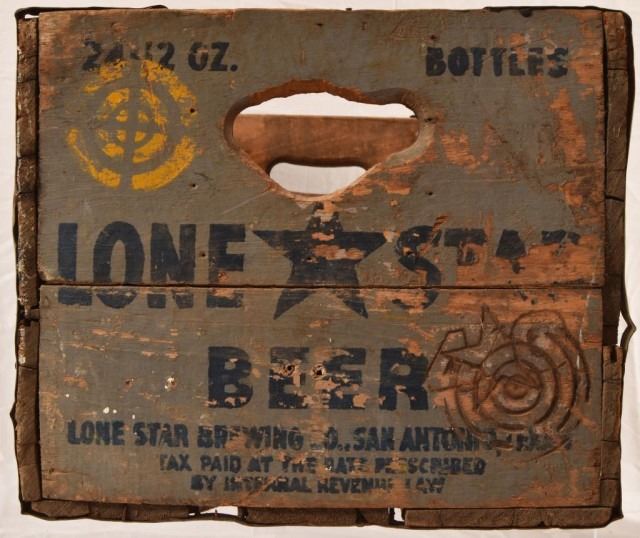 24-12 OZ. BOTTLES
LONE STAR
BEER
LONE STAR BREWING CO., SAN ANTONIO, TEXAS
TAX PAID AT THE RATE PRESCRIBED
BY INTERNAL REVENUE LAW